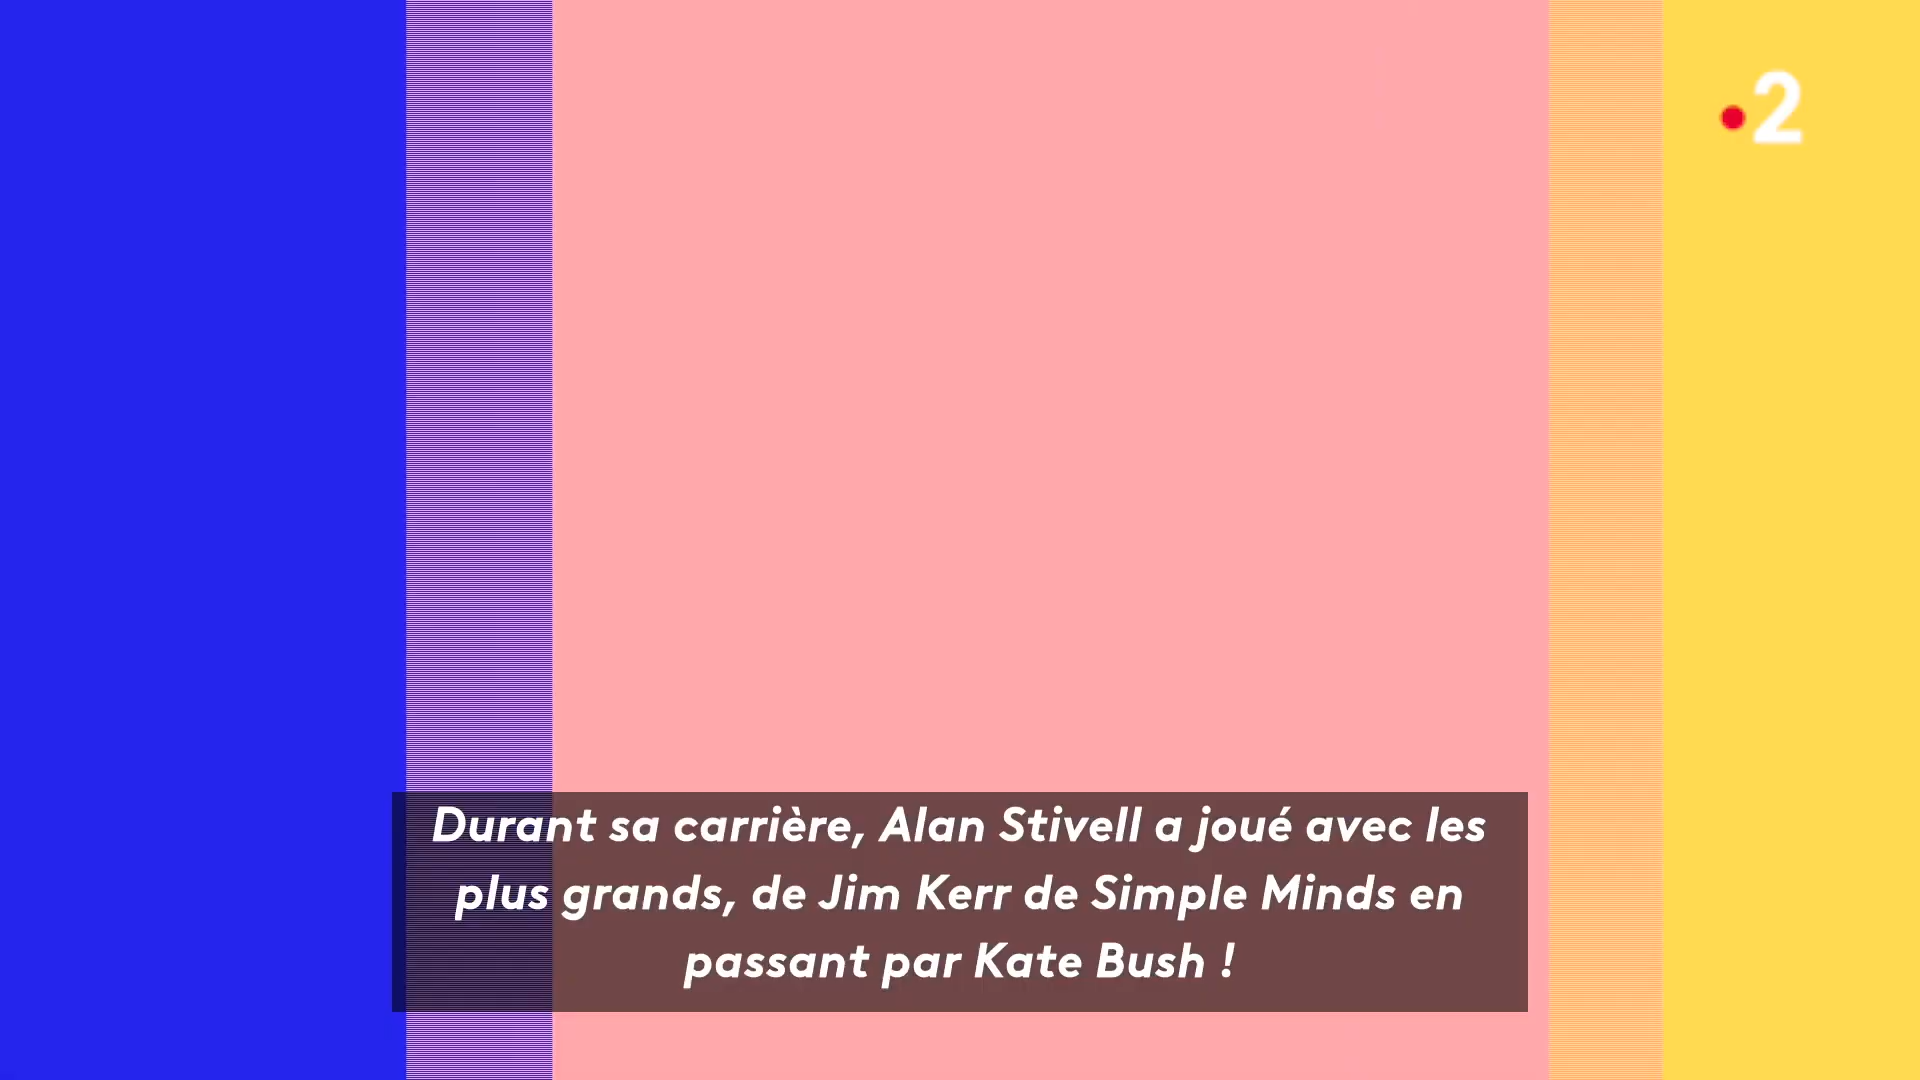 2
Durant sa carrière, Alan Stivell a joué avec les
plus grands, de Jim Kerr de Simple Minds en
passant par Kate Bush !